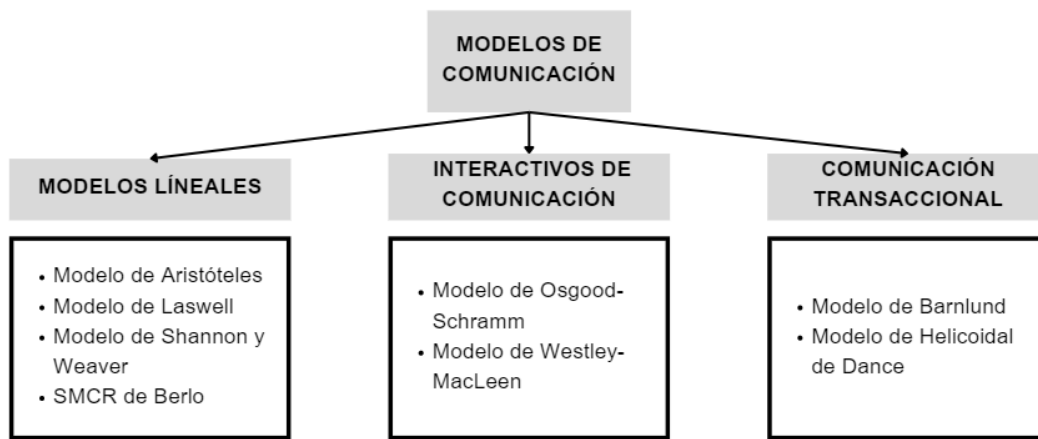 MODELOS DE
COMUNICACIÓN
MODELOS LÍNEALES
INTERACTIVOS DE
COMUNICACIÓN
COMUNICACIÓN
TRANSACCIONAL
• Modelo de Aristóteles
• Modelo de Laswell
• Modelo de Shannon y
Weaver
• SMCR de Berlo
• Modelo de Osgood-
Schramm
• Modelo de Westley-
MacLeen
• Modelo de Barnlund
• Modelo de Helicoidal
de Dance